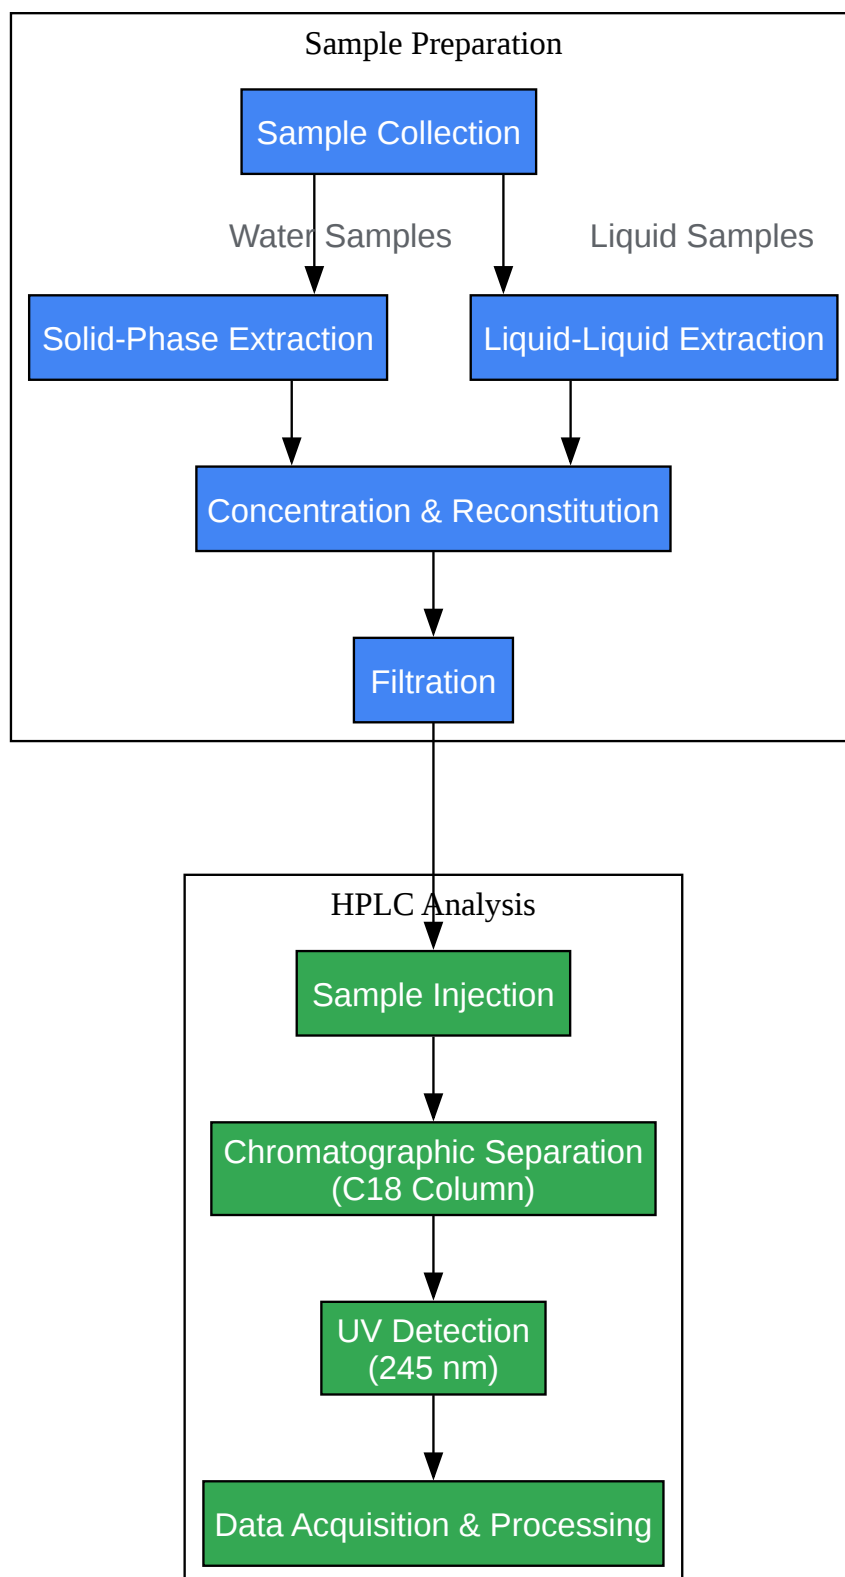 Sample Preparation
Sample Collection
Water Samples
Liquid Samples
Solid-Phase Extraction
Liquid-Liquid Extraction
Concentration & Reconstitution
Filtration
HPLC Analysis
Sample Injection
Chromatographic Separation
(C18 Column)
UV Detection
(245 nm)
Data Acquisition & Processing